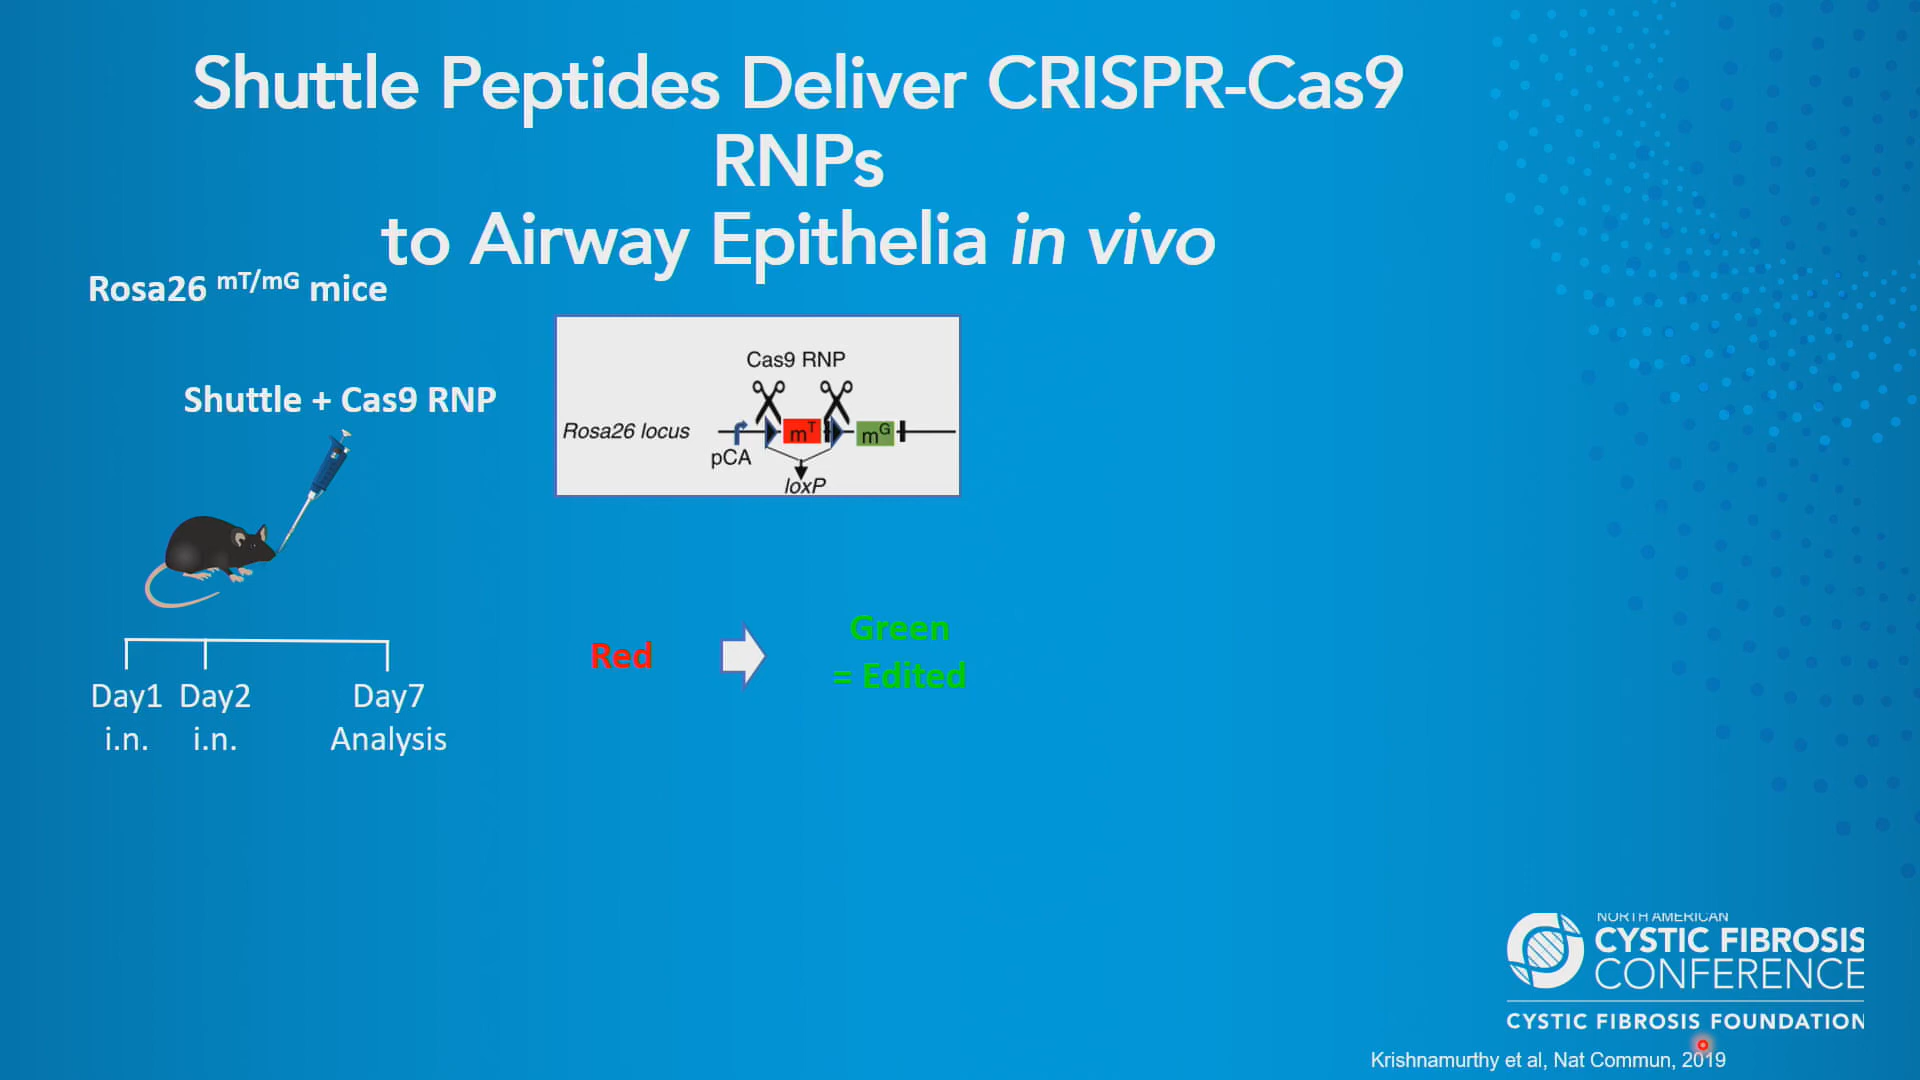 Shuttle Peptides Deliver CRISPR-Cas9
RNPs
to Airway Epithelia in vivo
Rosa26 mT/mG mice
Shuttle + Cas9 RNP
Cas9 RNP
Rosa26 locus
mT
mG
pCA
loxP
Red
Green
= Edited
Day1 Day2 Day7
i.n. i.n. Analysis
NORTH AMERICAN
CYSTIC FIBROSIS
CONFERENCE
CYSTIC FIBROSIS FOUNDATION
Krishnamurthy et al, Nat Commun, 2019